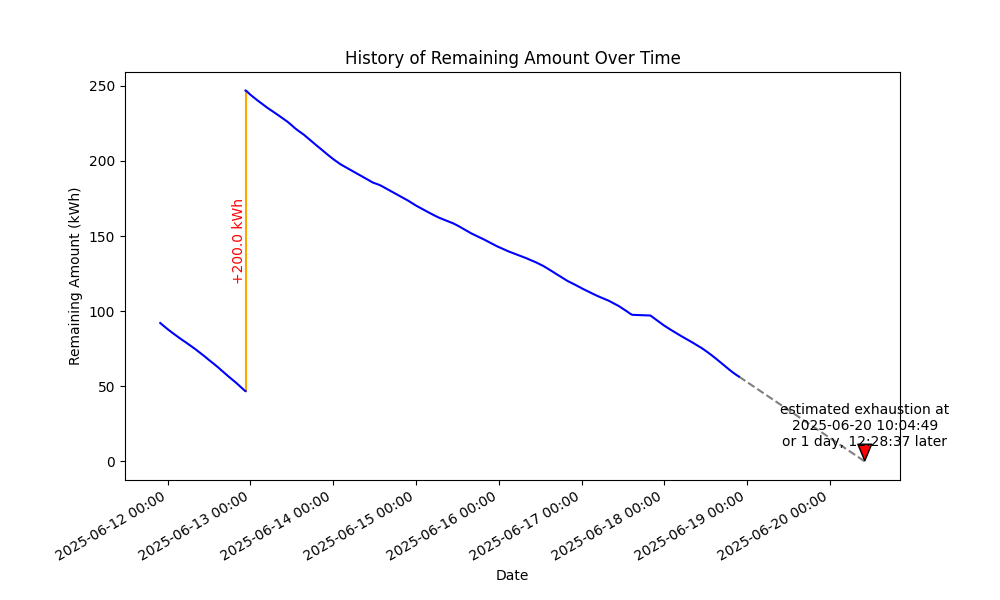 History of Remaining Amount Over Time
Remaining Amount (kWh)
250
200
150
100
50
0
+200.0 kWh
estimated exhaustion at
2025-06-20 10:04:49
or 1 day, 12:28:37 later
2025-06-12 00:00
2025-06-13 00:00
2025-06-14 00:00
2025-06-15 00:00
2025-06-16 00:00
2025-06-17 00:00
2025-06-18 00:00
2025-06-19 00:00
2025-06-20 00:00
Date